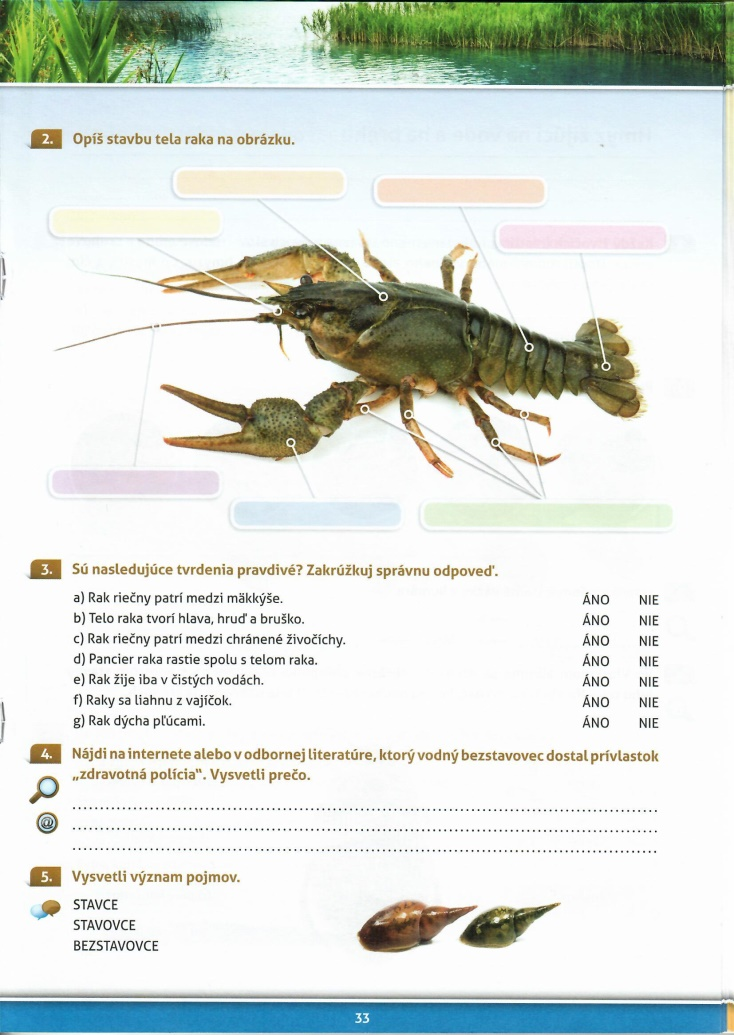 2. Opíš stavbu tela raka na obrázku.
3. Sú nasledujúce tvrdenia pravdivé? Zakrúžkuj správnu odpoveď.
a) Rak riečny patrí medzi mäkkýše. ÁNO NIE
b) Telo raka tvorí hlava, hruď a bruško. ÁNO NIE
c) Rak riečny patrí medzi chránené živočíchy. ÁNO NIE
d) Pancier raka rastie spolu s telom raka. ÁNO NIE
e) Rak žije iba v čistých vodách. ÁNO NIE
f) Raky sa liahnu z vajíčok. ÁNO NIE
g) Rak dýcha pľúcami. ÁNO NIE
4. Nájdi na internete alebo v odbornej literatúre, ktorý vodný bezstavovec dostal prívlastok
„zdravotná polícia“. Vysvetli prečo.
@
5. Vysvetli význam pojmov.
STAVCE
STAVOVCE
BEZSTAVOVCE
33